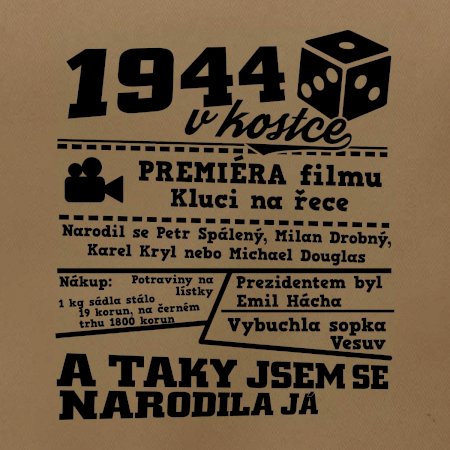 1944
v kostce
PREMIÉRA filmu
Kluci na řece
Narodil se Petr Spálený, Milan Drobný,
Karel Kryl nebo Michael Douglas
Nákup: Potraviny na
lístky
1 kg sádla stálo
19 korun, na černém
trhu 1800 korun
Prezidentem byl
Emil Hácha
Vybuchla sopka
Vesuv
A TAKY JSEM SE
NARODILA JÁ